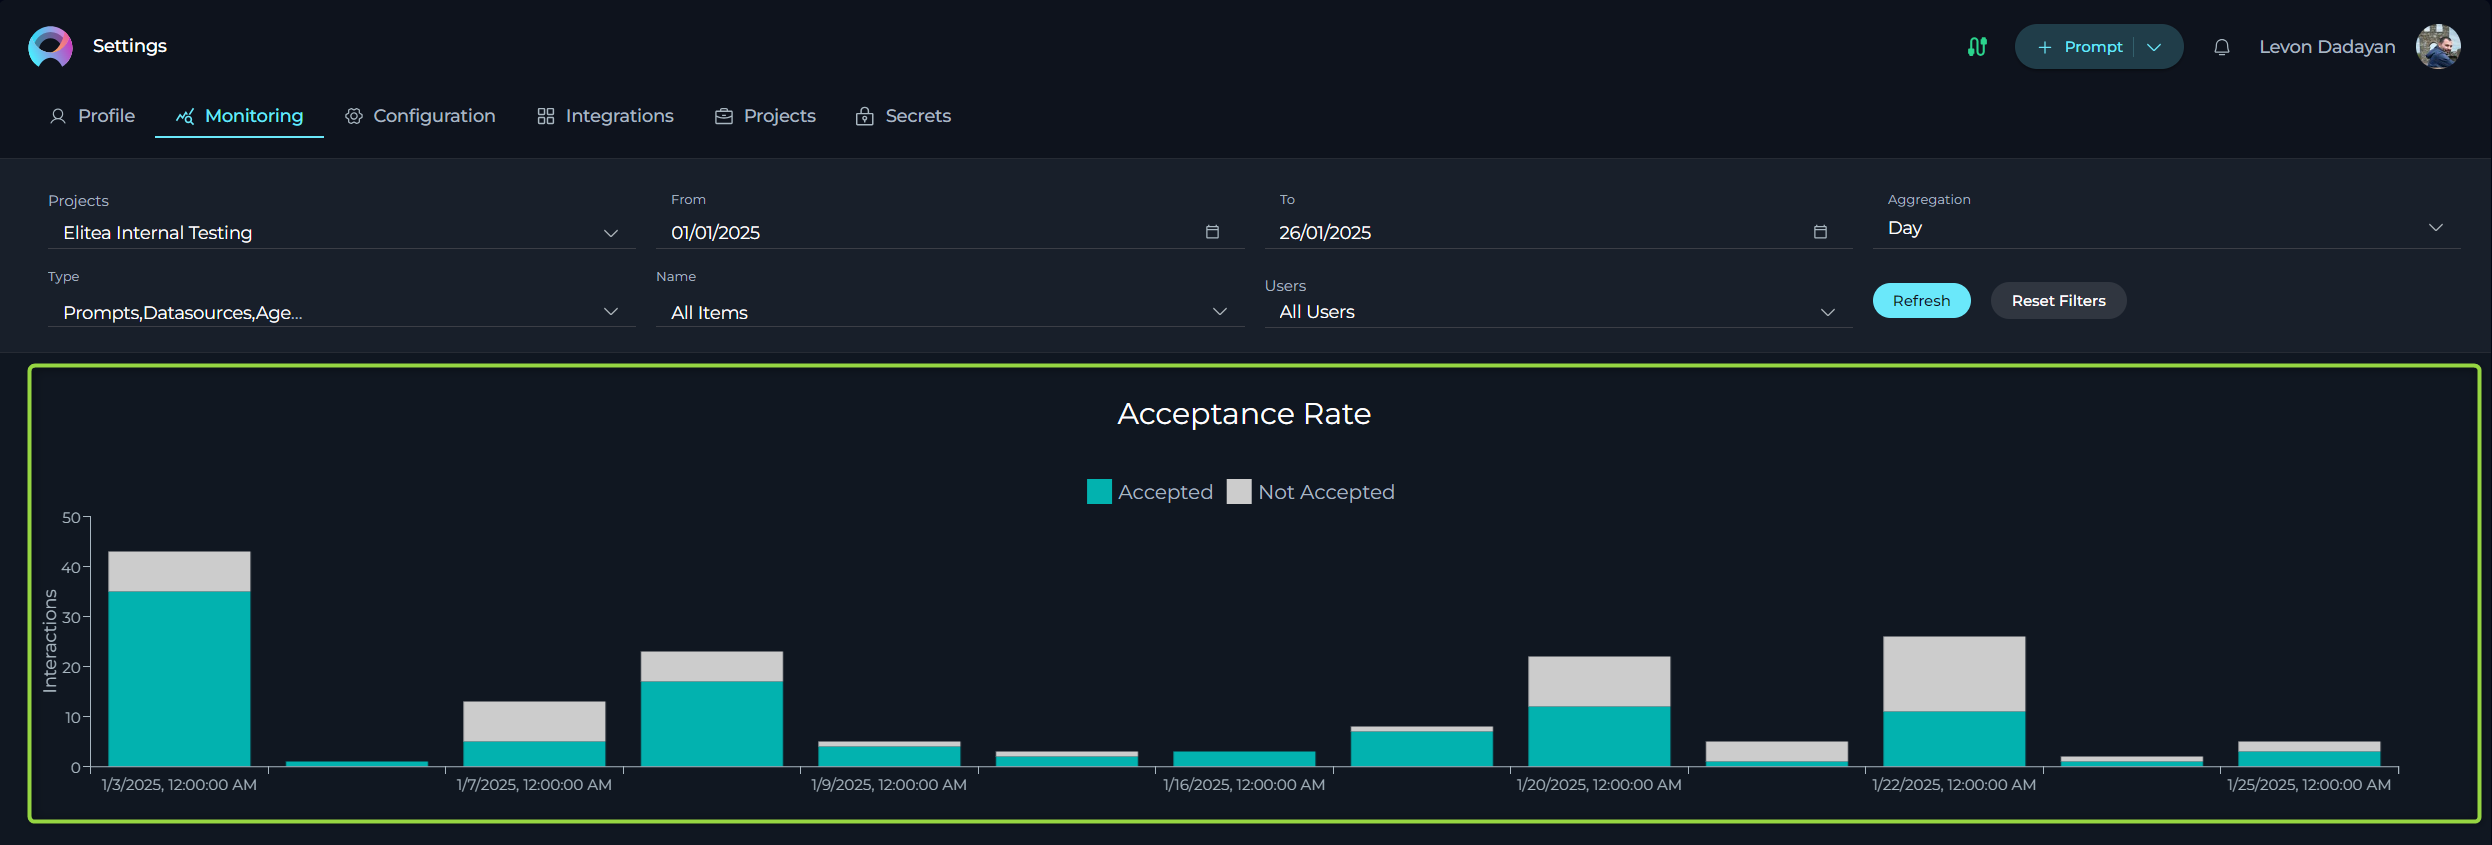 Settings
Prompt
Levon Dadayan
Profile
Monitoring
Configuration
Integrations
Projects
Secrets
Projects
Elitea Internal Testing
From
01/01/2025
To
26/01/2025
Aggregation
Day
Type
Prompts,Datasources,Age...
Name
All Items
Users
All Users
Refresh
Reset Filters
Acceptance Rate
Accepted
Not Accepted
Interactions
50
40
30
20
10
0
1/3/2025, 12:00:00 AM
1/7/2025, 12:00:00 AM
1/9/2025, 12:00:00 AM
1/16/2025, 12:00:00 AM
1/20/2025, 12:00:00 AM
1/22/2025, 12:00:00 AM
1/25/2025, 12:00:00 AM